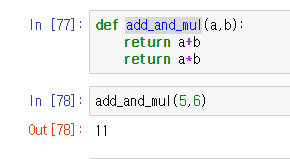 In [77]: def add_and_mul(a,b):
    return a+b
    return a*b
In [78]: add_and_mul(5,6)
Out[78]: 11